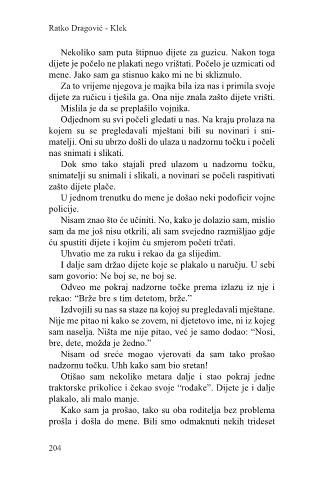 Ratko Dragović - Klek
Nekoliko sam puta štipnuo dijete za guzicu. Nakon toga
dijete je počelo ne plakati nego vrištati. Počelo je uzmicati od
mene. Jako sam ga stisnuo kako mi ne bi skliznulo.
Za to vrijeme njegova je majka bila iza nas i primila svoje
dijete za ručicu i tješila ga. Ona nije znala zašto dijete vrišti.
Mislila je da se preplašilo vojnika.
Odjednom su svi počeli gledati u nas. Na kraju prolaza na
kojem su se pregledavali mještani bili su novinari i sni-
matelji. Oni su ubrzo došli do ulaza u nadzornu točku i počeli
nas snimati i slikati.
Dok smo tako stajali pred ulazom u nadzornu točku,
snimatelji su snimali i slikali, a novinari se počeli raspitivati
zašto dijete plače.
U jednom trenutku do mene je došao neki podoficir vojne
policije.
Nisam znao što će učiniti. No, kako je dolazio sam, mislio
sam da me još nisu otkrili, ali sam svejedno razmišljao gdje
ću spustiti dijete i kojim ću smjerom početi trčati.
Uhvatio me za ruku i rekao da ga slijedim.
I dalje sam držao dijete koje se plakalo u naručju. U sebi
sam govorio: Ne boj se, ne boj se.
Odveo me pokraj nadzorne točke prema izlazu iz nje i
rekao: "Brže bre s tim detetom, brže."
Izdvojili su nas sa staze na kojoj su pregledavali mještane.
Nije me pitao ni kako se zovem, ni djetetovo ime, ni iz kojeg
sam naselja. Ništa me nije pitao, već je samo dodao: "Nosi,
bre, dete, možda je žedno."
Nisam od sreće mogao vjerovati da sam tako prošao
nadzornu točku. Uhh kako sam bio sretan!
Otišao sam nekoliko metara dalje i stao pokraj jedne
traktorske prikolice i čekao svoje "rođake". Dijete je i dalje
plakalo, ali malo manje.
Kako sam ja prošao, tako su oba roditelja bez problema
prošla i došla do mene. Bili smo odmaknuti nekih trideset
204